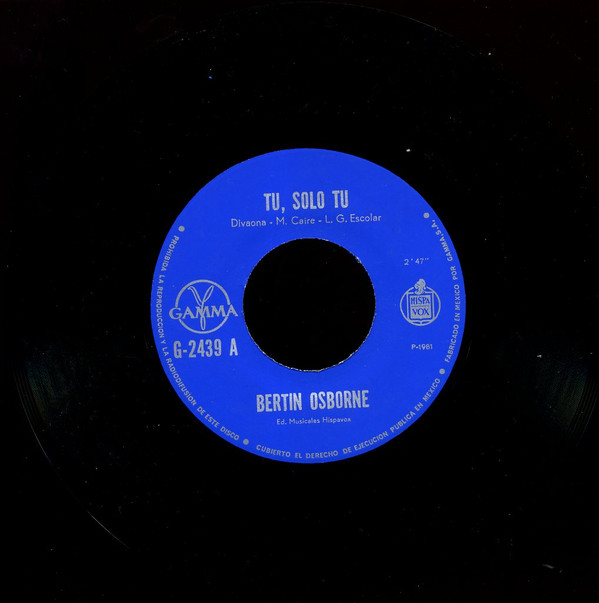 TU, SOLO TU
Divaona - M. Caire - L. G. Escolar
2'47"
GAMMA
HISPA
VOX
G-2439 A
P-1981
BERTIN OSBORNE
Ed. Musicales Hispavox
● PROHIBIDA LA REPRODUCCION Y LA RADIODIFUSION DE ESTE DISCO ● CUBIERTO EL DERECHO DE EJECUCION PUBLICA EN MEXICO ● FABRICADO EN MEXICO POR GAMMA, S.A. ●